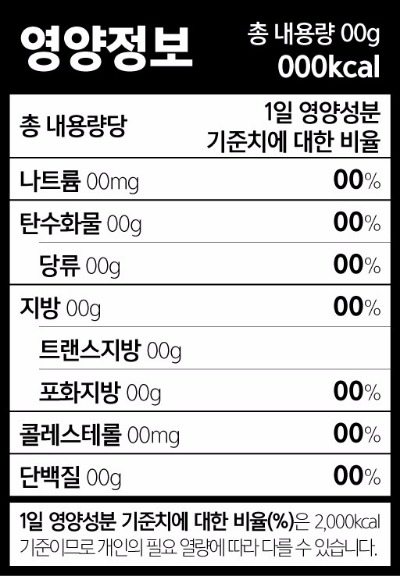 영양정보
총 내용량 00g
000kcal
총 내용량당
1일 영양성분
기준치에 대한 비율
나트륨 00mg 00%
탄수화물 00g 00%
당류 00g 00%
지방 00g 00%
트랜스지방 00g
포화지방 00g 00%
콜레스테롤 00mg 00%
단백질 00g 00%
1일 영양성분 기준치에 대한 비율(%)은 2,000kcal
기준이므로 개인의 필요 열량에 따라 다를 수 있습니다.